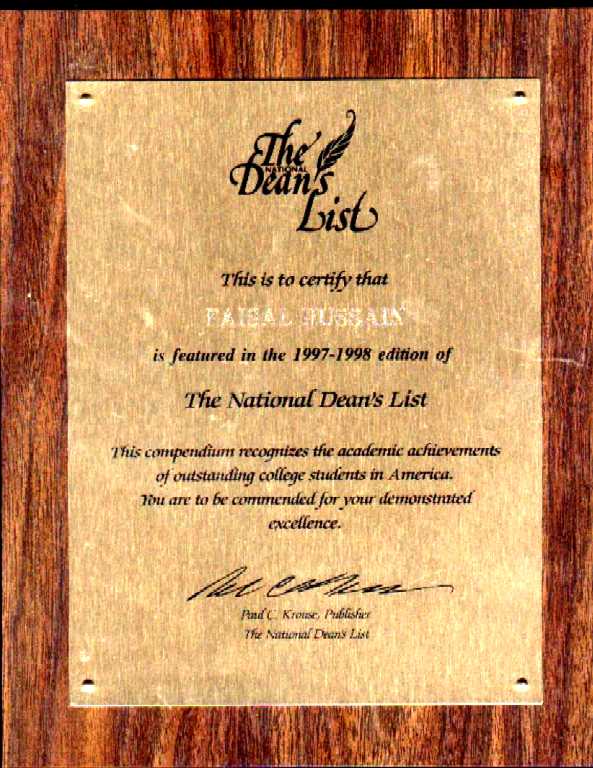 The
NATIONAL
Dean's
List
This is to certify that
FAISAL HUSSAIN
is featured in the 1997-1998 edition of
The National Dean's List
This compendium recognizes the academic achievements
of outstanding college students in America.
You are to be commended for your demonstrated
excellence.
Paul C. Krouse, Publisher
The National Dean's List